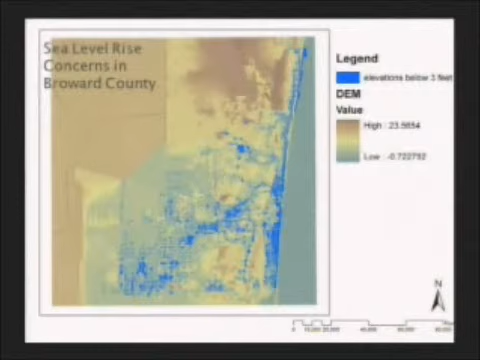 Sea Level Rise
Concerns in
Broward County
Legend
elevations below 3 feet
DEM
Value
High : 23.5654
Low : -0.722792
N